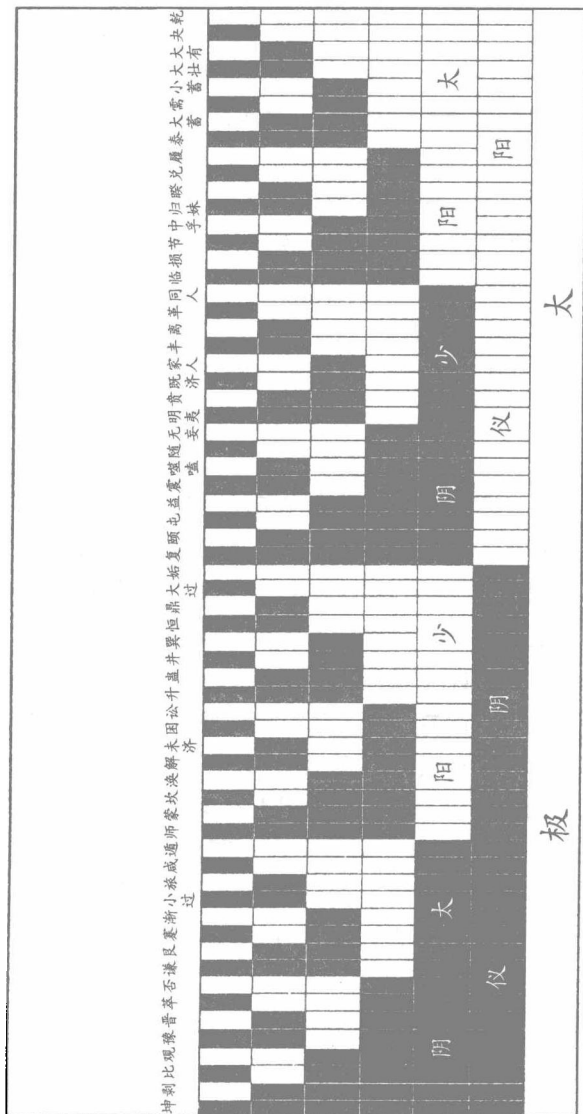 乾 夬 大有 大壮 小蓄 需 大蓄 泰 履 兑 睽 归妹 中孚 节 损 临 同人 革 离 丰 家人 既济 贲 明夷 无妄 随 噬嗑 震 益 屯 颐 复 姤 大过 鼎 恒 巽 井 蛊 升 讼 困 未济 解 涣 坎 蒙 师 遁 咸 旅 小过 渐 蹇 艮 谦 否 萃 晋 豫 观 比 剥 坤
太阳 少阴 少阳 太阴
阳仪 阴仪
太极